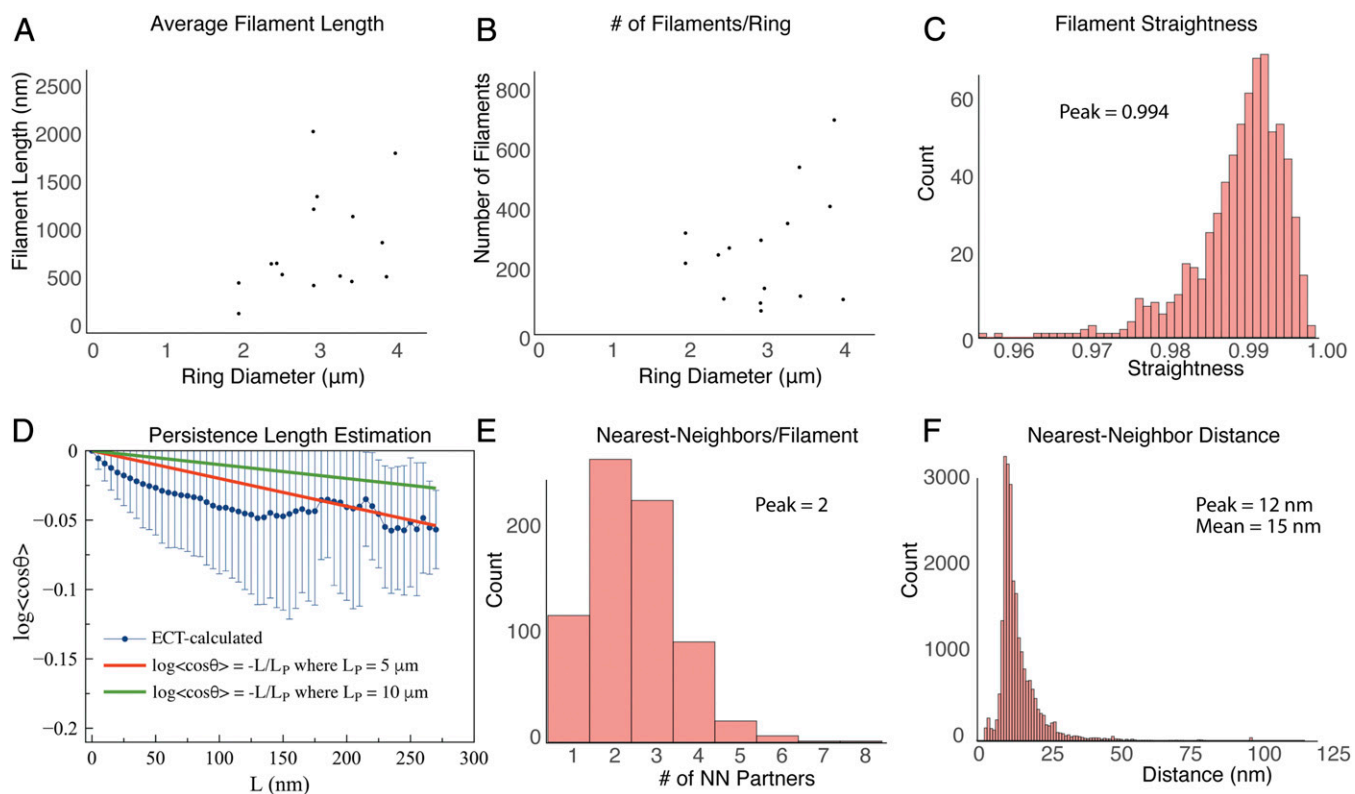 A
Average Filament Length
Filament Length (nm)
2500
2000
1500
1000
500
0
0 1 2 3 4
Ring Diameter (µm)
B
# of Filaments/Ring
Number of Filaments
800
600
400
200
0
0 1 2 3 4
Ring Diameter (µm)
C
Filament Straightness
Peak = 0.994
Count
60
40
20
0
0.96 0.97 0.98 0.99 1.00
Straightness
D
Persistence Length Estimation
log<cosθ>
0
−0.05
−0.1
−0.15
−0.2
ECT-calculated
log<cosθ> = -L/L_P where L_P = 5 µm
log<cosθ> = -L/L_P where L_P = 10 µm
0 50 100 150 200 250 300
L (nm)
E
Nearest-Neighbors/Filament
Peak = 2
Count
200
100
0
1 2 3 4 5 6 7 8
# of NN Partners
F
Nearest-Neighbor Distance
Peak = 12 nm
Mean = 15 nm
Count
3000
2000
3000
0
0 25 50 75 100 125
Distance (nm)